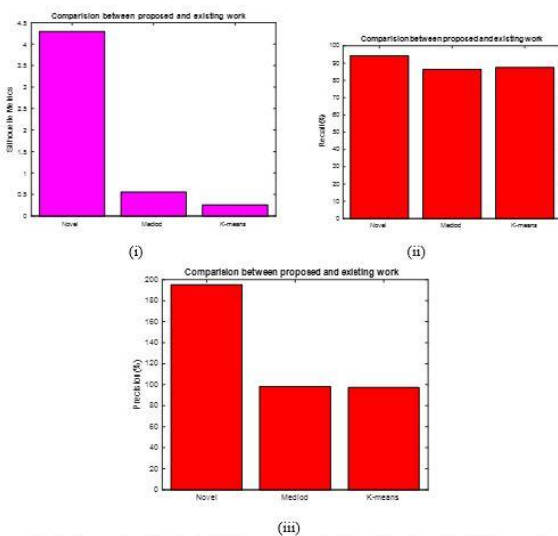 Comparision between proposed and existing work
4.5
4
3.5
3
2.5
2
1.5
1
0.5
0
Silhouette Metrics
Novel Mediod K-means
(i)
Comparision between proposed and existing work
100
90
80
70
60
50
40
30
20
10
0
Recall(%)
Novel Mediod K-means
(ii)
Comparision between proposed and existing work
200
180
160
140
120
100
80
60
40
20
0
Precision(%)
Novel Mediod K-means
(iii)